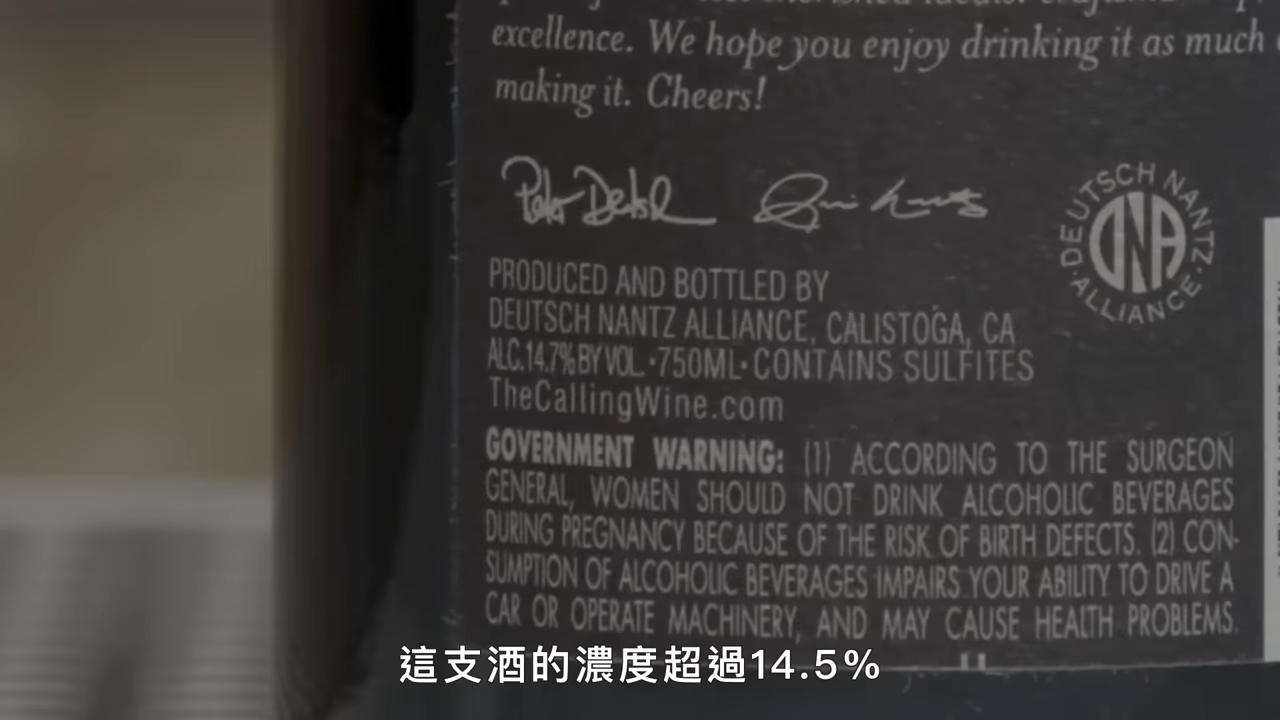 excellence. We hope you enjoy drinking it as much
making it. Cheers!
DEUTSCH NANTZ
DNA
·ALLIANCE·
PRODUCED AND BOTTLED BY
DEUTSCH NANTZ ALLIANCE, CALISTOGA, CA
ALC.14.7% BY VOL. · 750ML · CONTAINS SULFITES
TheCallingWine.com
GOVERNMENT WARNING: (1) ACCORDING TO THE SURGEON
GENERAL, WOMEN SHOULD NOT DRINK ALCOHOLIC BEVERAGES
DURING PREGNANCY BECAUSE OF THE RISK OF BIRTH DEFECTS. (2) CON-
SUMPTION OF ALCOHOLIC BEVERAGES IMPAIRS YOUR ABILITY TO DRIVE A
CAR OR OPERATE MACHINERY, AND MAY CAUSE HEALTH PROBLEMS.
這支酒的濃度超過14.5%